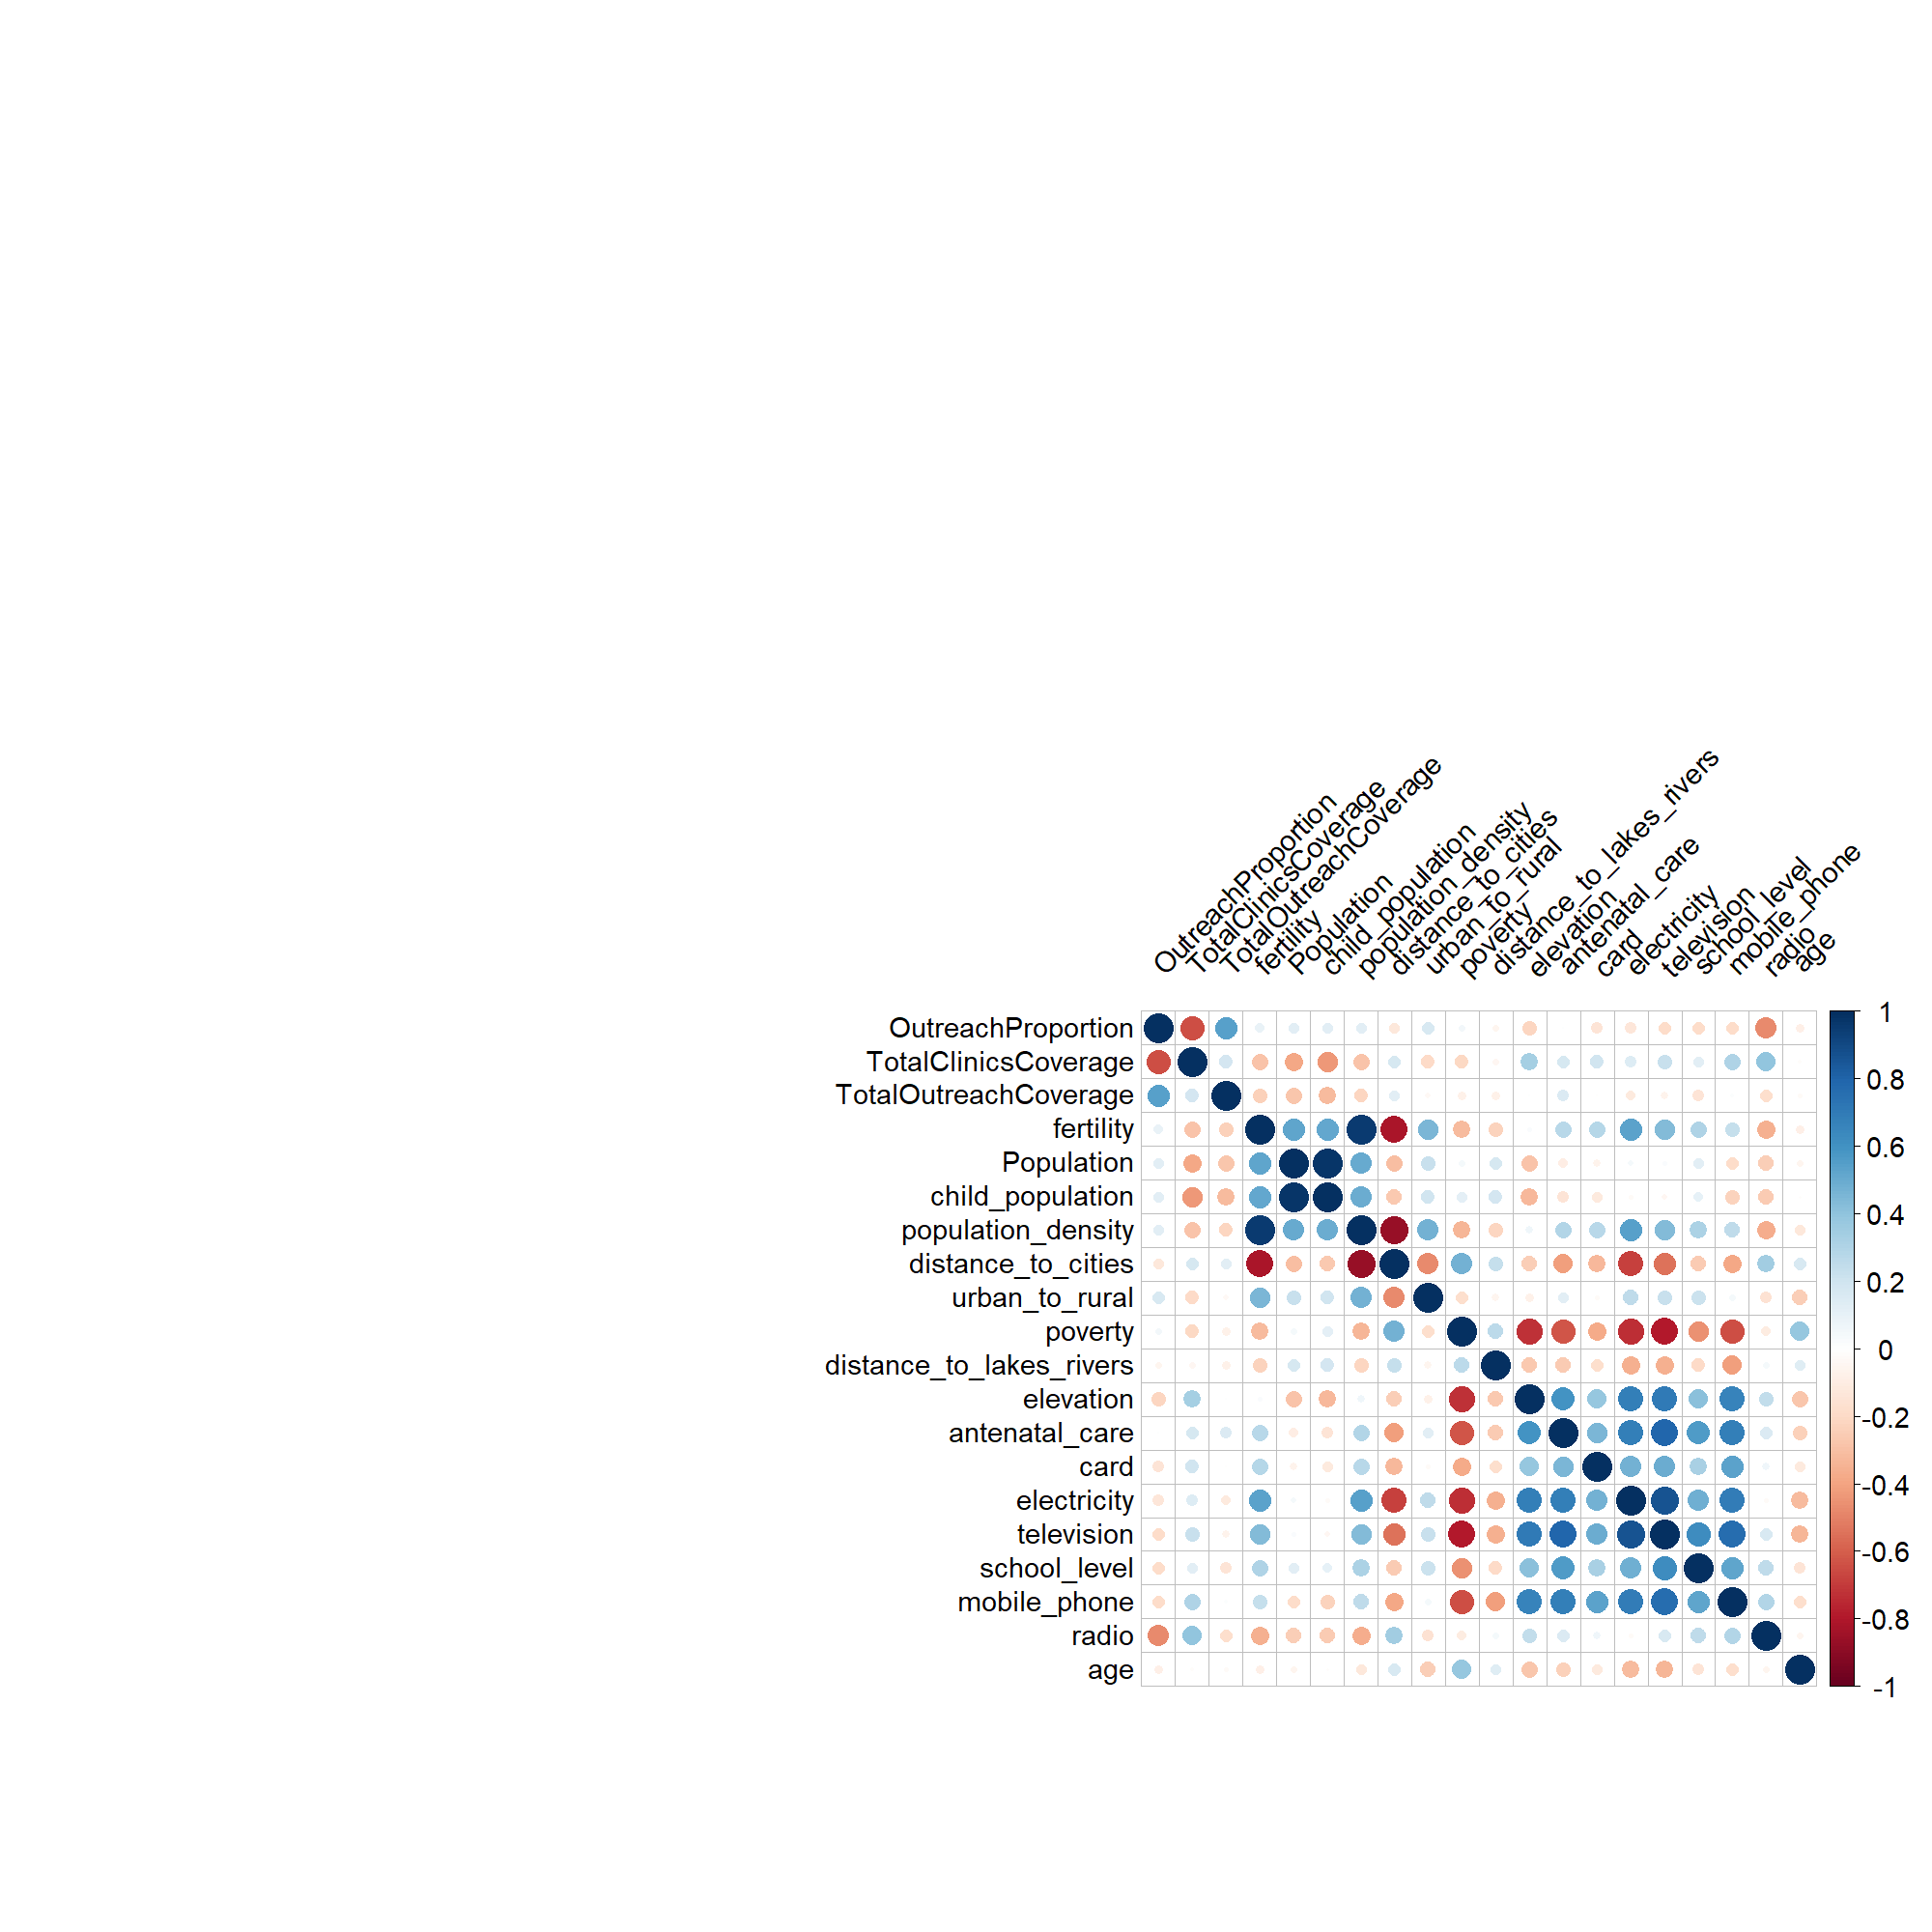 OutreachProportion
TotalClinicsCoverage
TotalOutreachCoverage
fertility
Population
child_population
population_density
distance_to_cities
urban_to_rural
poverty
distance_to_lakes_rivers
elevation
antenatal_care
card
electricity
television
school_level
mobile_phone
radio
age
OutreachProportion
TotalClinicsCoverage
TotalOutreachCoverage
fertility
Population
child_population
population_density
distance_to_cities
urban_to_rural
poverty
distance_to_lakes_rivers
elevation
antenatal_care
card
electricity
television
school_level
mobile_phone
radio
age
1
0.8
0.6
0.4
0.2
0
-0.2
-0.4
-0.6
-0.8
-1